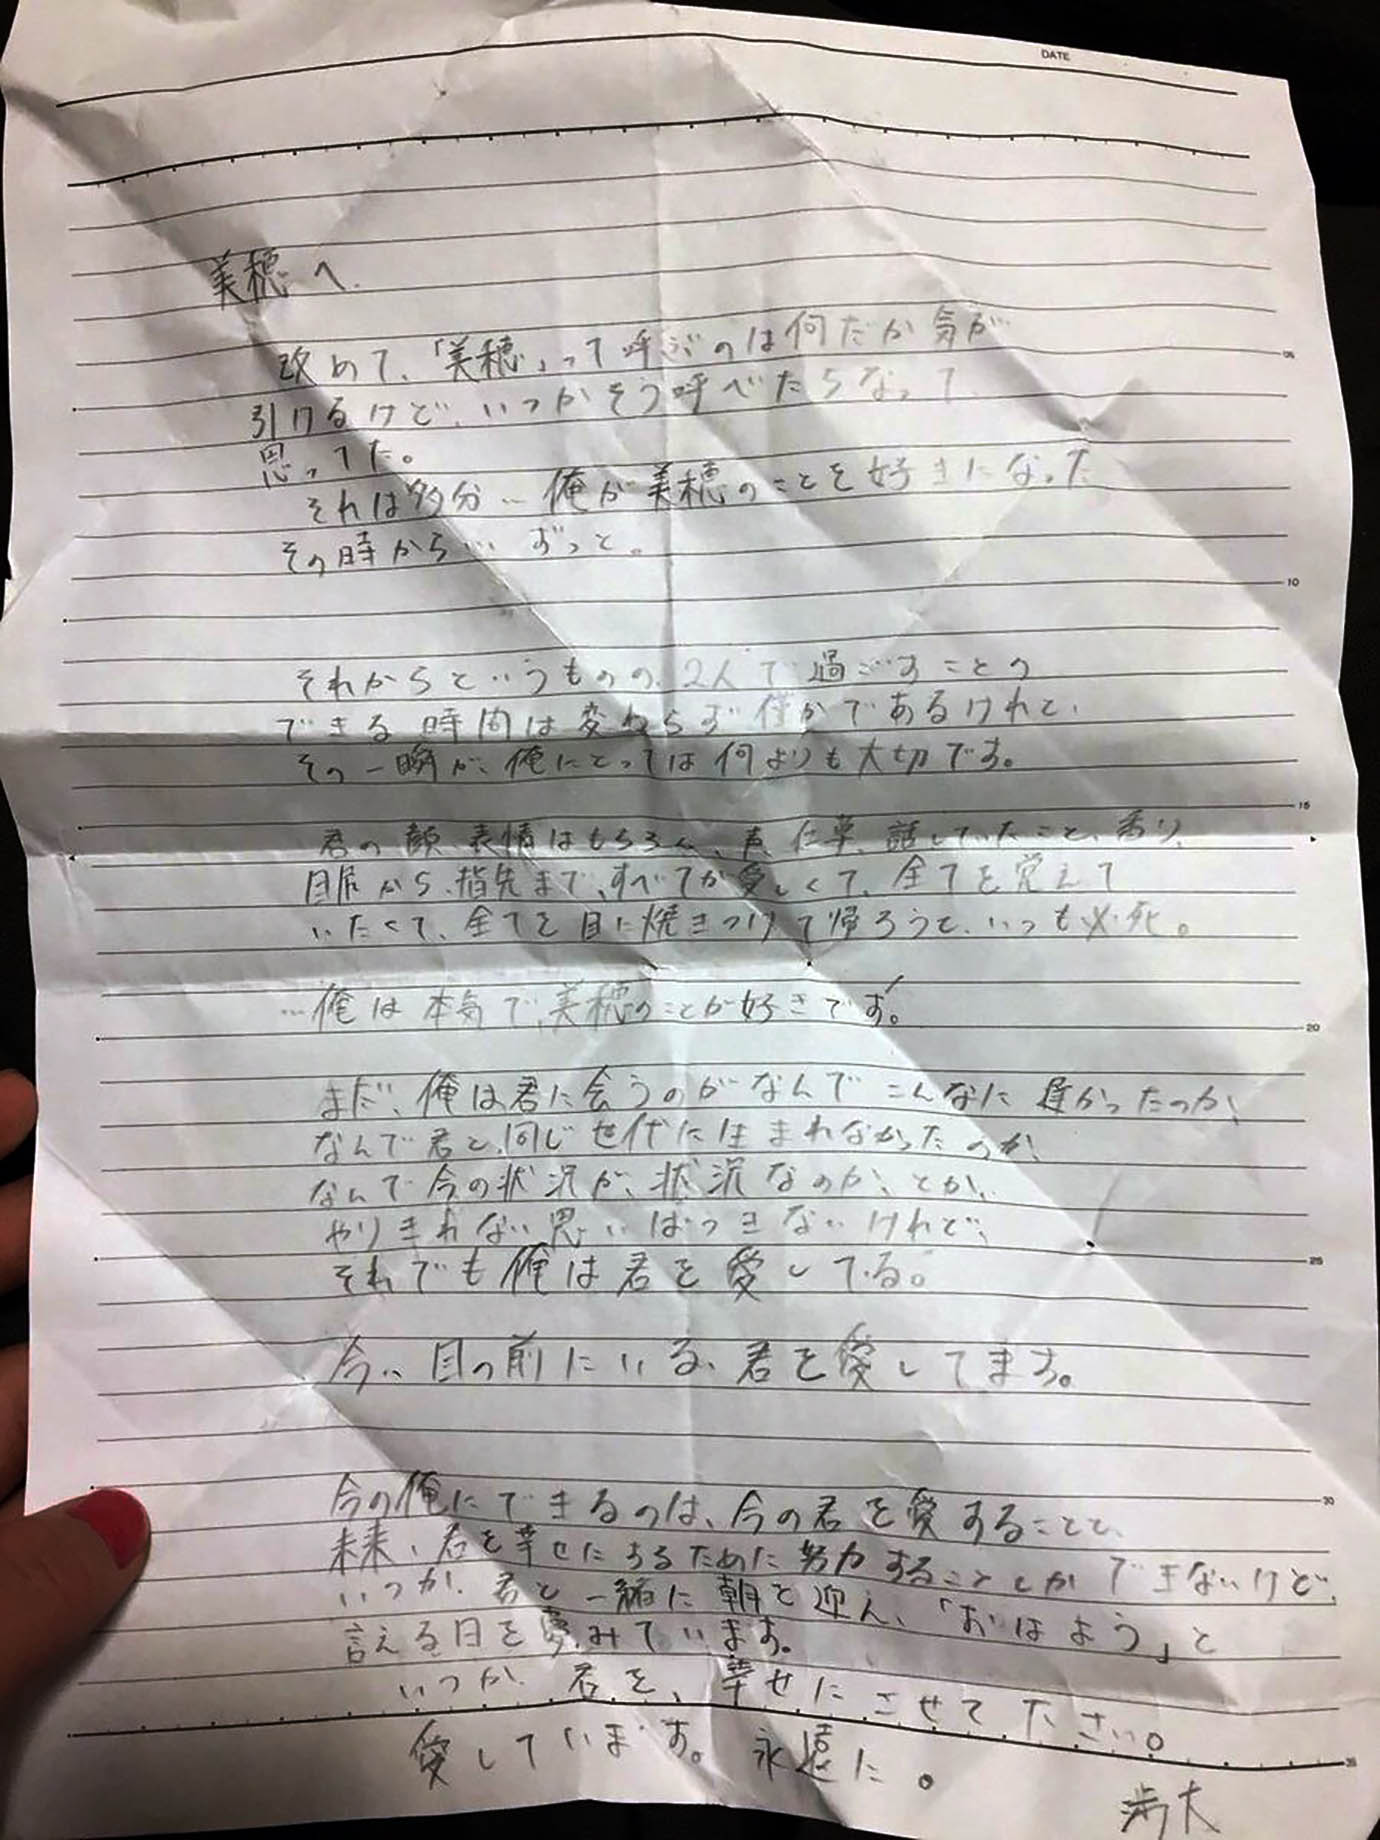 DATE
美穂へ.
改めて、「美穂」って呼ぶのは何だか気が
引けるけど、いつかそう呼べたらなって、
思ってた。
それは多分…俺が美穂のことを好きになった
その時から… ずっと。
05
10
それからというものの、2人で過ごすことの
できる時間は変わらず僅かであるけれど、
その一瞬が、俺にとっては何よりも大切です。
15
君の顔、表情はもちろん、声、仕草、話していたこと、香り、
目尻から、指先まで、すべてが愛しくて、全てを覚えて
いたくて、全てを目に焼きつけて帰ろうと、いつも必死。
…俺は本気で、美穂のことが好きです。
20
まだ、俺は君に会うのがなんでこんなに遅かったのか、
なんで君と、同じ世代に生まれなかったのか、
なんで今の状況が、状況なのか、とか、
やりきれない思いはつきないけれど、
それでも俺は君を愛してる。
25
今、目の前にいる、君を愛してます。
30
今の俺にできるのは、今の君を愛することと、
未来、君を幸せにするために努力することしかできないけど、
いつか、君と一緒に朝を迎え、「おはよう」と
言える日を夢みています。
いつか、君を、幸せにさせてださい。
35
愛しています。永遠に。